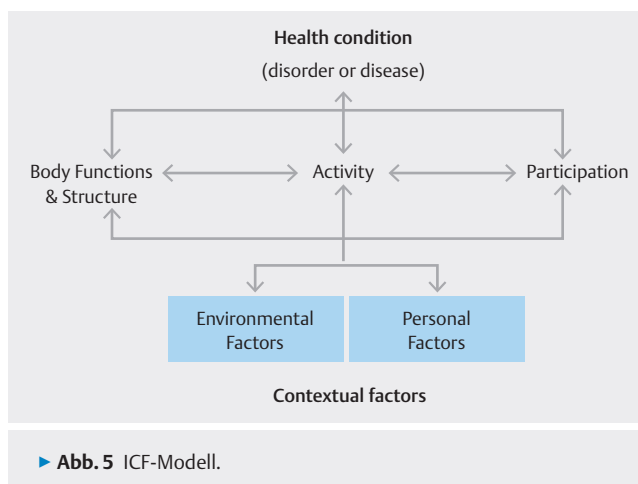 Health condition
(disorder or disease)
Body Functions
& Structure
Activity
Participation
Environmental
Factors
Personal
Factors
Contextual factors
▶ Abb. 5 ICF-Modell.